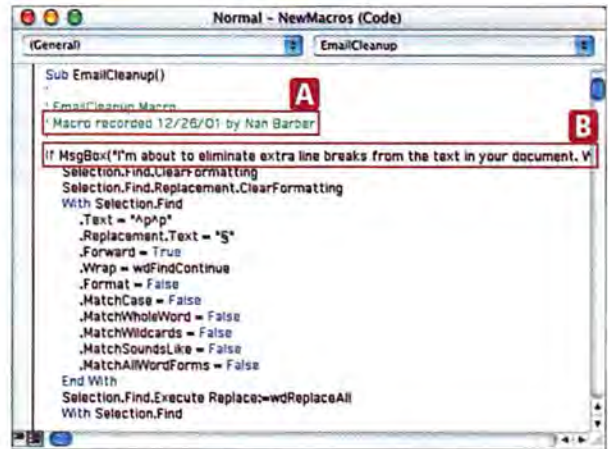 Normal – NewMacros (Code)
(General) EmailCleanup
Sub EmailCleanup()
'
' EmailCleanup Macro
A
' Macro recorded 12/26/01 by Nan Barber
B
If MsgBox("I'm about to eliminate extra line breaks from the text in your document. W
Selection.Find.ClearFormatting
Selection.Find.Replacement.ClearFormatting
With Selection.Find
.Text = "^p^p"
.Replacement.Text = "§"
.Forward = True
.Wrap = wdFindContinue
.Format = False
.MatchCase = False
.MatchWholeWord = False
.MatchWildcards = False
.MatchSoundsLike = False
.MatchAllWordForms = False
End With
Selection.Find.Execute Replace:=wdReplaceAll
With Selection.Find